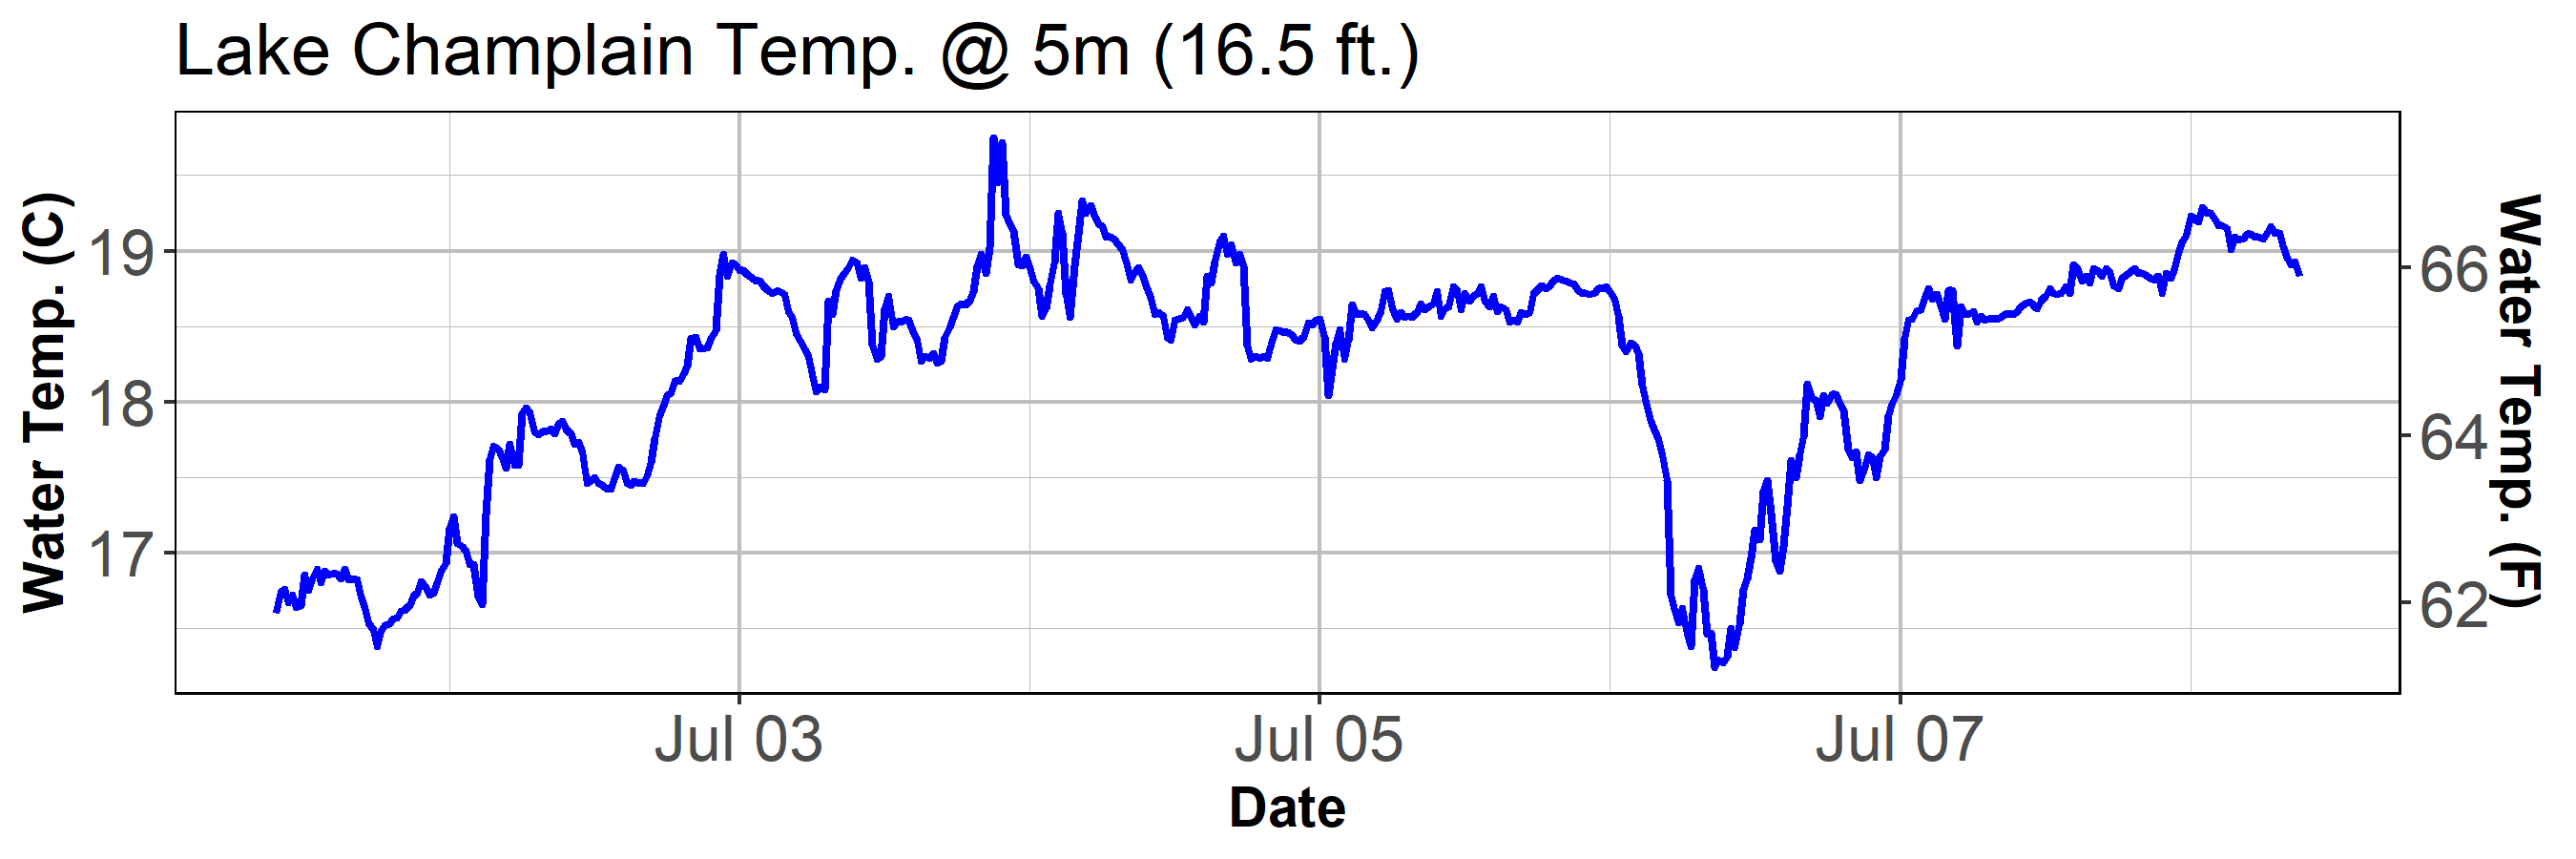 Lake Champlain Temp. @ 5m (16.5 ft.)
Water Temp. (C)
19
18
17
66
64
62
Water Temp. (F)
Jul 03
Jul 05
Jul 07
Date